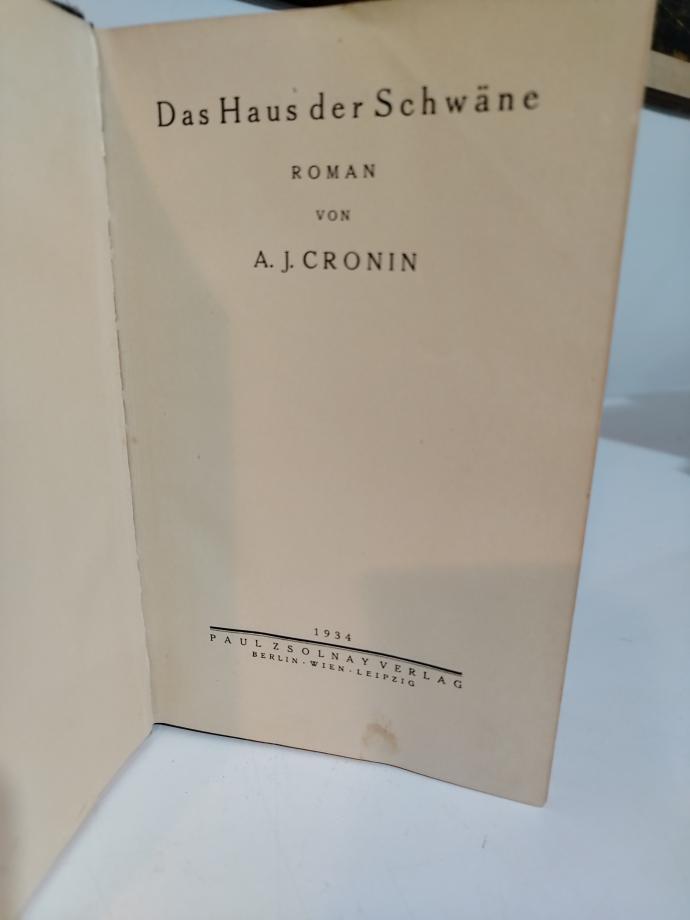 Das Haus der Schwäne
ROMAN
VON
A. J. CRONIN
1934
PAUL ZSOLNAY VERLAG
BERLIN · WIEN · LEIPZIG